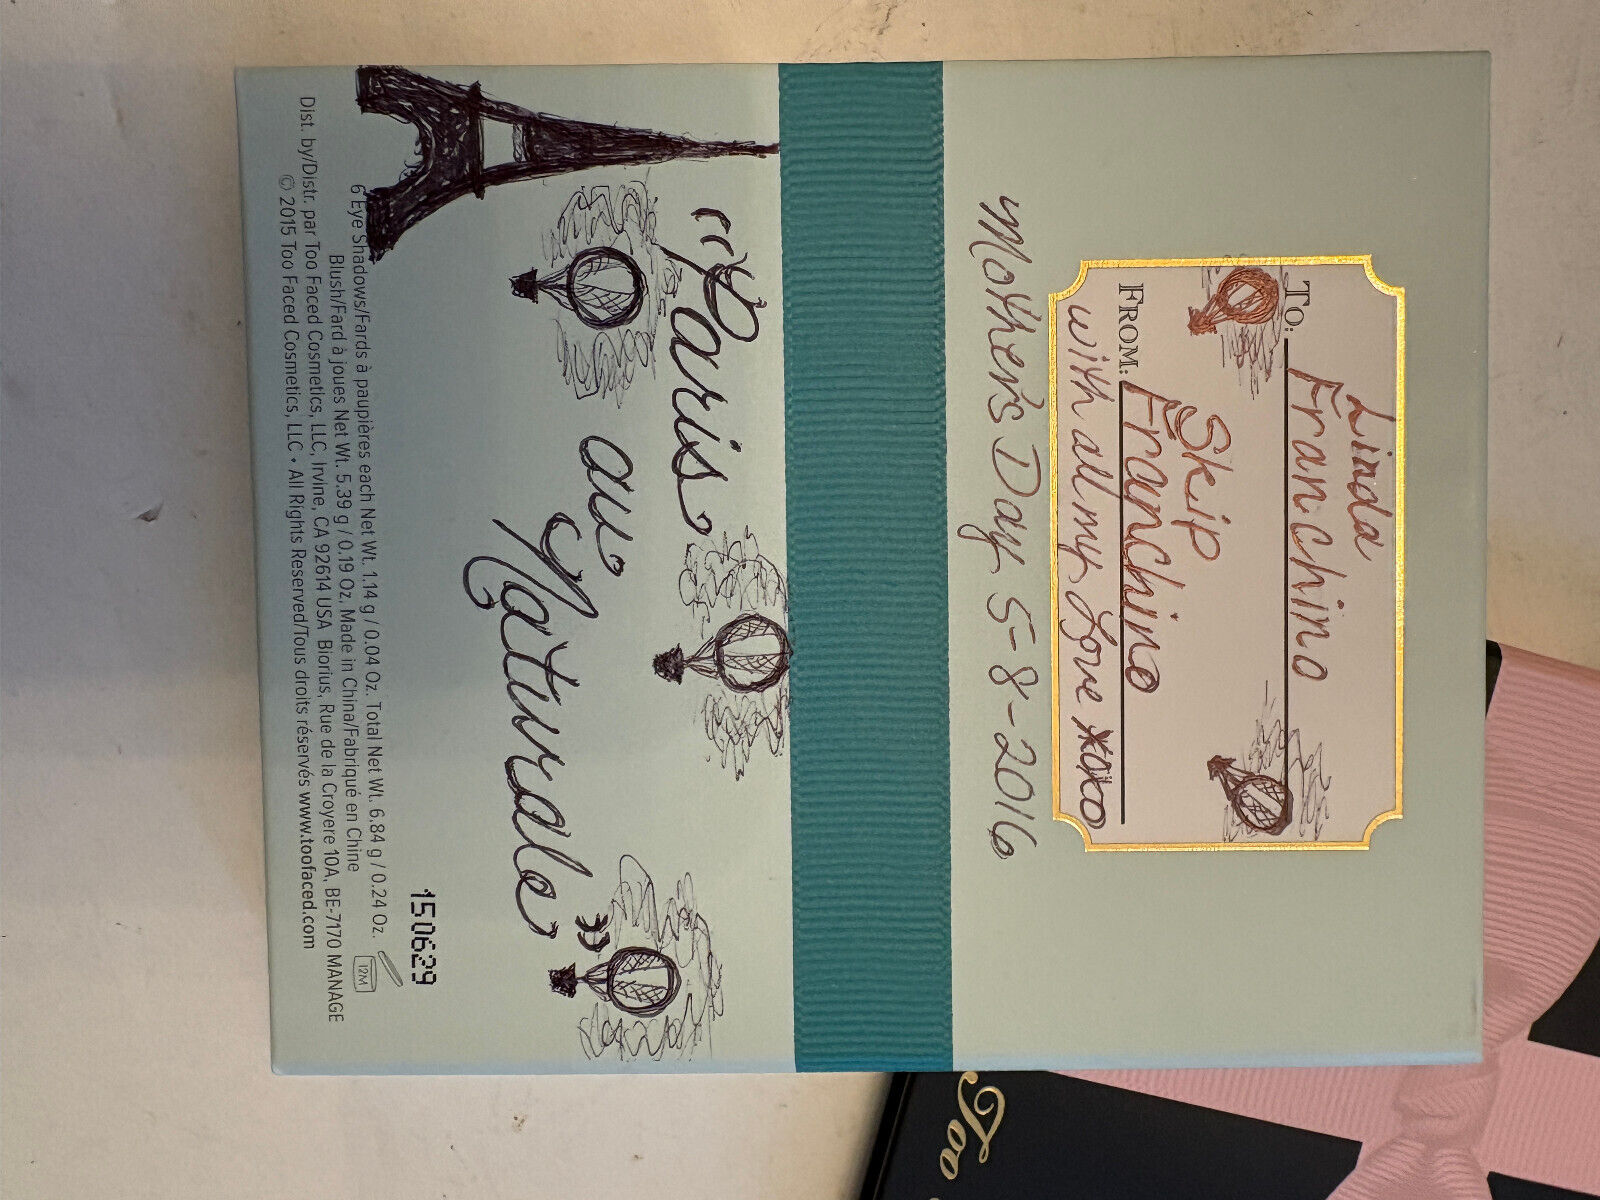 TO: Linda
Franchino
Skip
FROM: Franchino
with all my Love xoxo
Mother's Day 5-8-2016
"Paris
au
Naturale"
150629
6 Eye Shadows/Fards à paupières each Net Wt. 1.14 g / 0.04 Oz. Total Net Wt. 6.84 g / 0.24 Oz.
Blush/Fard à joues Net Wt. 5.39 g / 0.19 Oz. Made in China/Fabriqué en Chine
12M
Dist. by/Distr. par Too Faced Cosmetics, LLC, Irvine, CA 92614 USA Biorius, Rue de la Croyere 10A, BE-7170 MANAGE
© 2015 Too Faced Cosmetics, LLC • All Rights Reserved/Tous droits réservés www.toofaced.com
Too